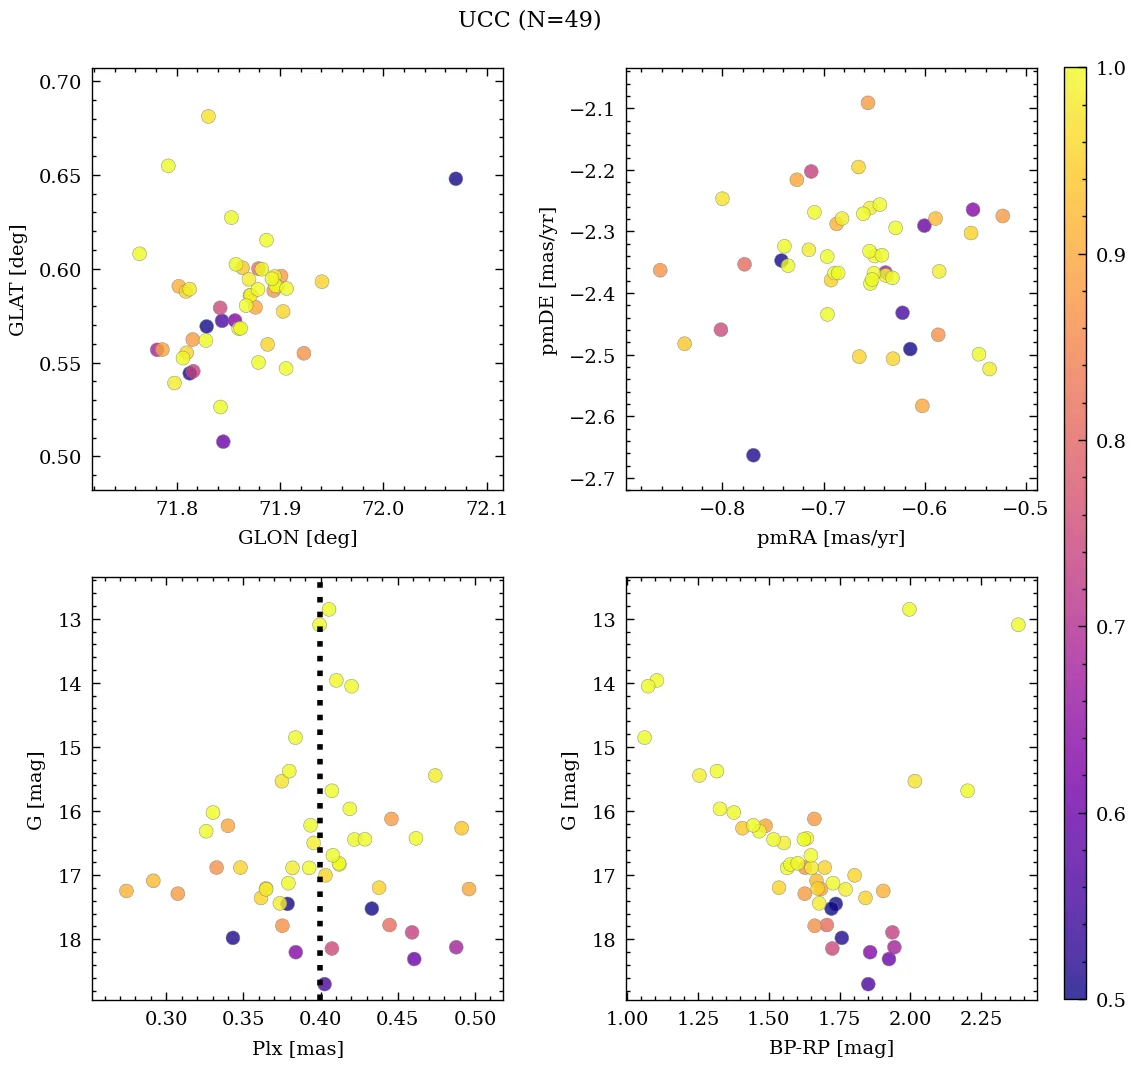 UCC (N=49)
0.70
0.65
0.60
0.55
0.50
GLAT [deg]
71.8 71.9 72.0 72.1
GLON [deg]
−2.1
−2.2
−2.3
−2.4
−2.5
−2.6
−2.7
pmDE [mas/yr]
−0.8 −0.7 −0.6 −0.5
pmRA [mas/yr]
13
14
15
16
17
18
G [mag]
0.30 0.35 0.40 0.45 0.50
Plx [mas]
13
14
15
16
17
18
G [mag]
1.00 1.25 1.50 1.75 2.00 2.25
BP-RP [mag]
1.0
0.9
0.8
0.7
0.6
0.5